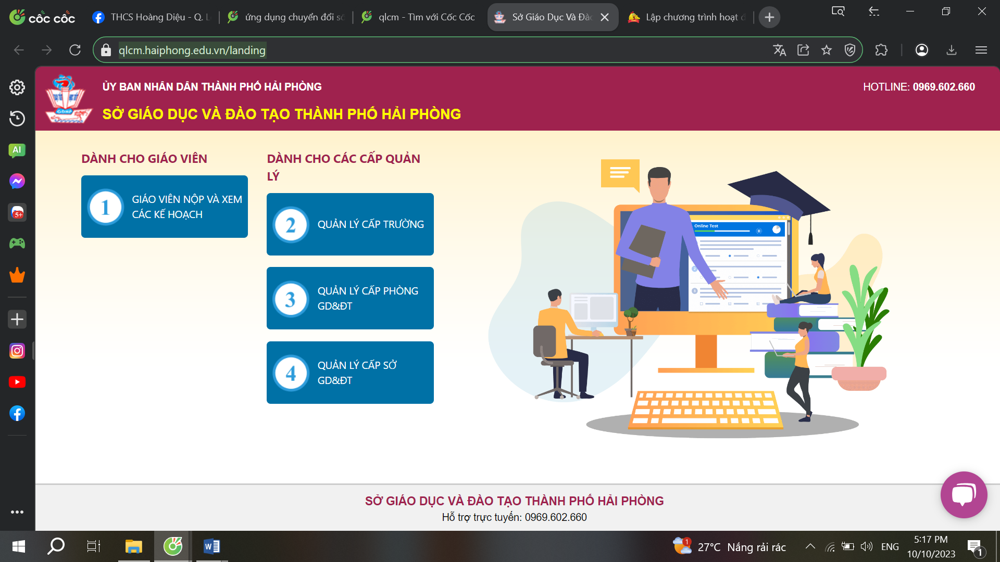 cốc cốc
THCS Hoàng Diệu - Q. L
ứng dụng chuyển đổi số
qlcm - Tìm với Cốc Cốc
Sở Giáo Dục Và Đào
Lập chương trình hoạt đ
qlcm.haiphong.edu.vn/landing
ỦY BAN NHÂN DÂN THÀNH PHỐ HẢI PHÒNG
HOTLINE: 0969.602.660
SỞ GIÁO DỤC VÀ ĐÀO TẠO THÀNH PHỐ HẢI PHÒNG
GDHP
AI
5+
DÀNH CHO GIÁO VIÊN
1
GIÁO VIÊN NỘP VÀ XEM
CÁC KẾ HOẠCH
DÀNH CHO CÁC CẤP QUẢN
LÝ
2
QUẢN LÝ CẤP TRƯỜNG
3
QUẢN LÝ CẤP PHÒNG
GD&ĐT
4
QUẢN LÝ CẤP SỞ
GD&ĐT
Online Test
2
3
SỞ GIÁO DỤC VÀ ĐÀO TẠO THÀNH PHỐ HẢI PHÒNG
Hỗ trợ trực tuyến: 0969.602.660
W
1
27°C Nắng rải rác
ENG
5:17 PM
10/10/2023
1